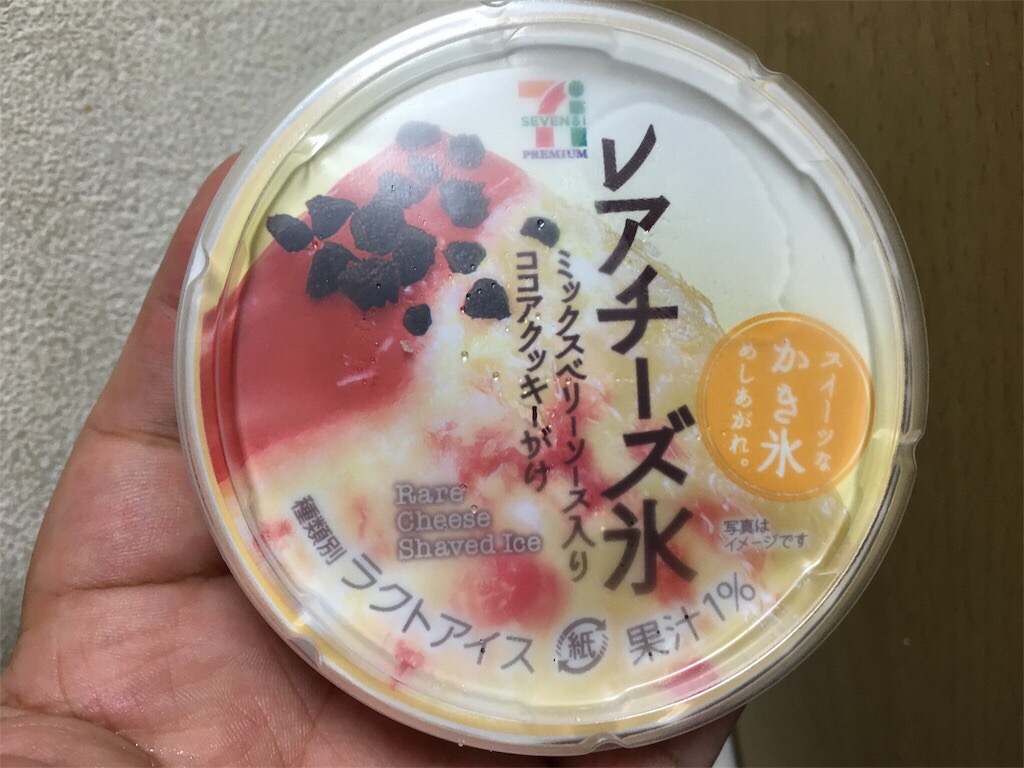 SEVEN&i
PREMIUM
レアチーズ氷
ミックスベリーソース入り
ココアクッキーがけ
スイーツな
かき氷
めしあがれ。
Rare
Cheese
Shaved Ice
写真は
イメージです
種類別 ラクトアイス 紙 果汁1%